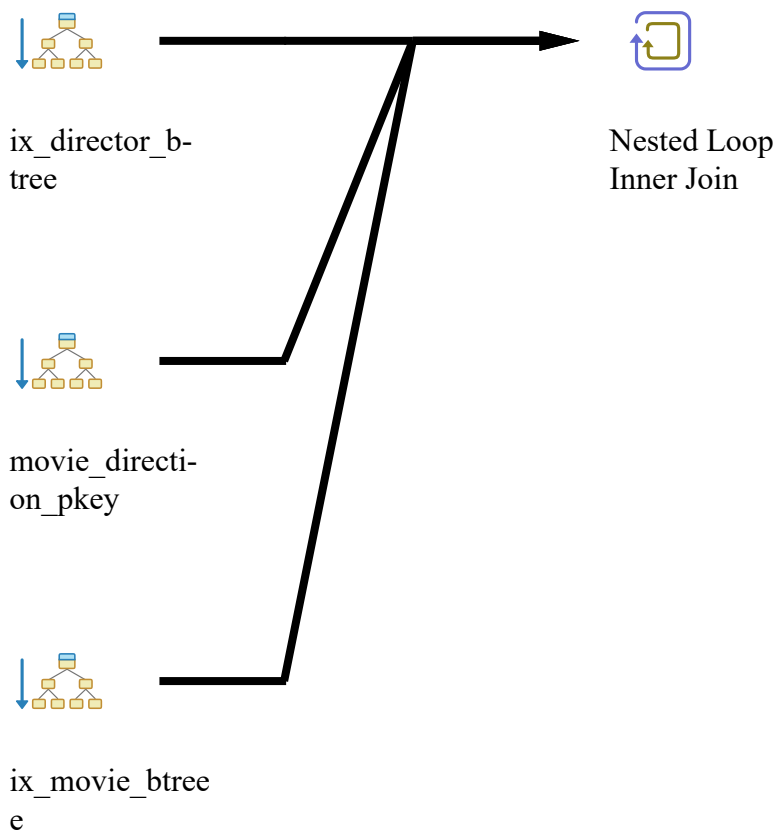 ix_director_b-
tree
Nested Loop
Inner Join
movie_directi-
on_pkey
ix_movie_btree
e